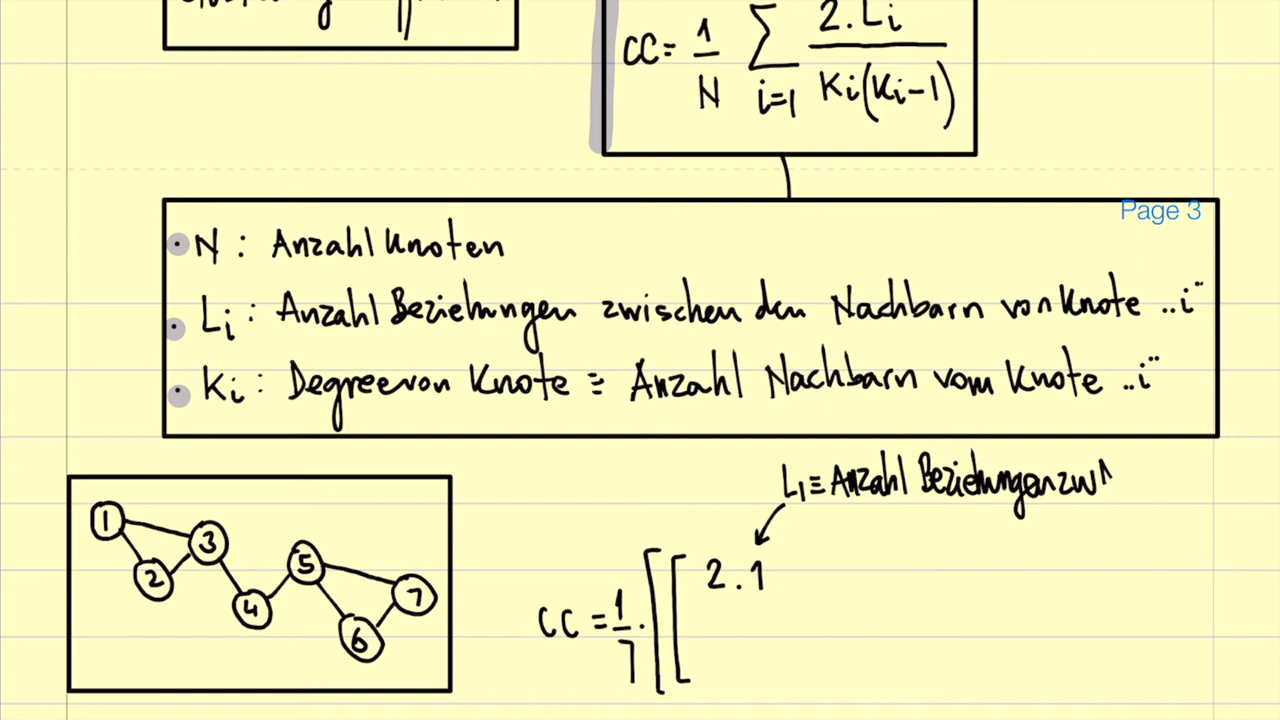 CC = 1/N ∑ i=1 2.Li / Ki(Ki-1)
Page 3
• N : Anzahl Knoten
• Li : Anzahl Beziehungen zwischen den Nachbarn von Knote ..i¨
• Ki : Degree von Knote ≡ Anzahl Nachbarn vom Knote ..i¨
L1 ≡ Anzahl Beziehungen zw
1
2
3
4
5
6
7
CC = 1/7 . [ [ 2 . 1